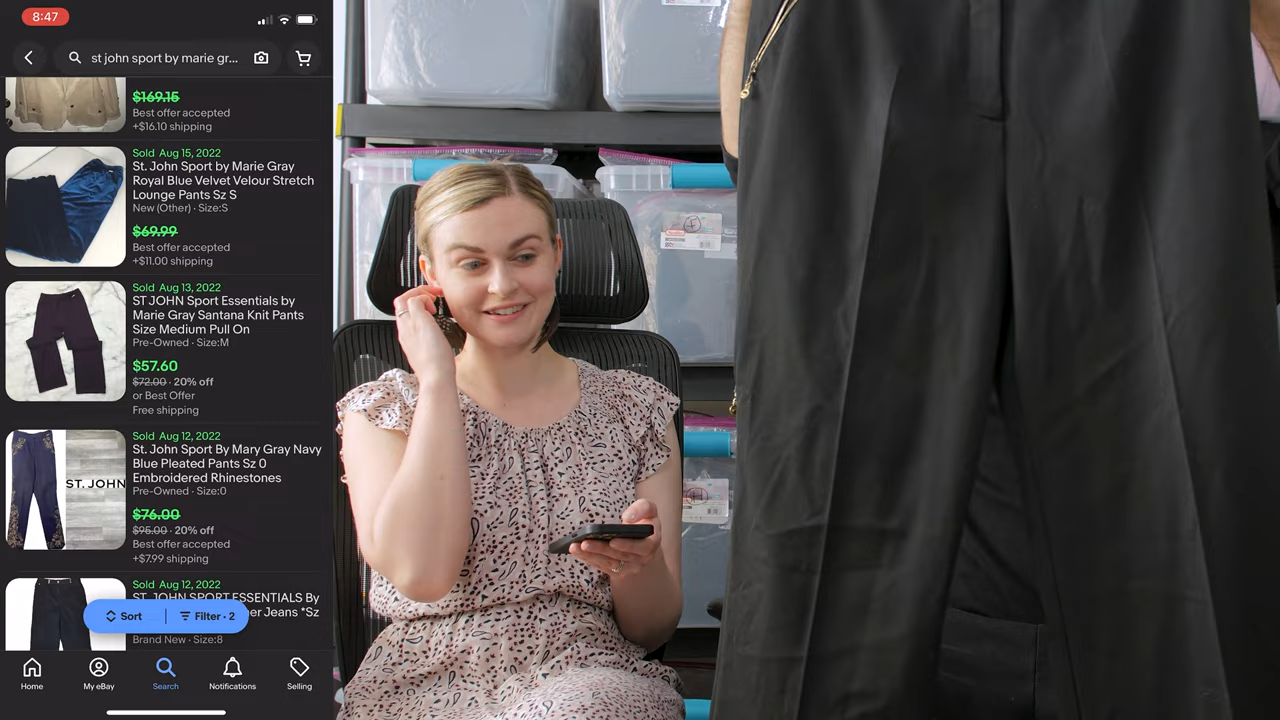 8:47
st john sport by marie gr...
$169.15
Best offer accepted
+$16.10 shipping
Sold Aug 15, 2022
St. John Sport by Marie Gray
Royal Blue Velvet Velour Stretch
Lounge Pants Sz S
New (Other) · Size:S
$69.99
Best offer accepted
+$11.00 shipping
Sold Aug 13, 2022
ST JOHN Sport Essentials by
Marie Gray Santana Knit Pants
Size Medium Pull On
Pre-Owned · Size:M
$57.60
$72.00 · 20% off
or Best Offer
Free shipping
Sold Aug 12, 2022
St. John Sport By Mary Gray Navy
Blue Pleated Pants Sz 0
Embroidered Rhinestones
Pre-Owned · Size:0
ST. JOHN
$76.00
$95.00 · 20% off
Best offer accepted
+$7.99 shipping
Sold Aug 12, 2022
ST. JOHN SPORT ESSENTIALS By
er Jeans *Sz
Brand New · Size:8
Sort
Filter · 2
Home
My eBay
Search
Notifications
Selling